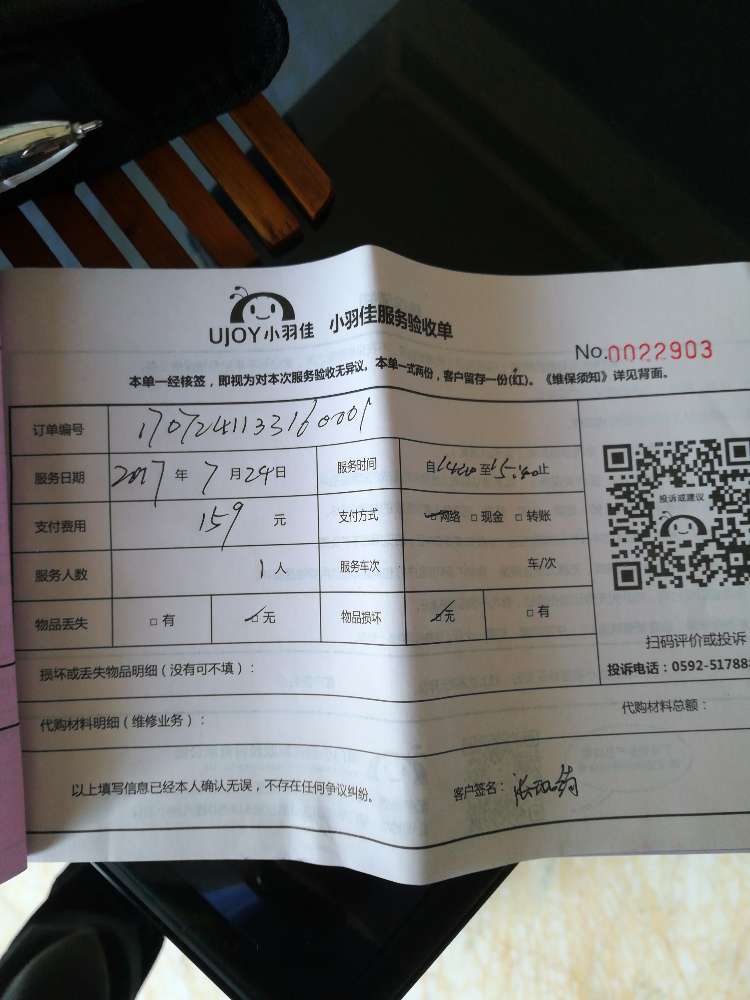 UJOY小羽佳 小羽佳服务验收单
No.0022903
本单一经核签，即视为对本次服务验收无异议。本单一式两份，客户留存一份(红)。《维保须知》详见背面。
订单编号 1707241133160001
服务日期 2017 年 7 月 24 日 服务时间 自 至 止
支付费用 159 元 支付方式 □网络 □现金 □转账
服务人数 1 人 服务车次 车/次
物品丢失 □有 □无 物品损坏 □无 □有
投诉或建议
扫码评价或投诉
投诉电话：0592-51788
损坏或丢失物品明细（没有可不填）：
代购材料明细（维修业务）：
代购材料总额：
以上填写信息已经本人确认无误，不存在任何争议纠纷。 客户签名：